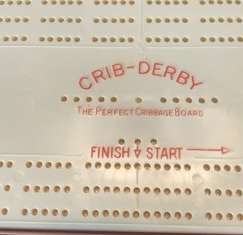 CRIB-DERBY
THE PERFECT CRIBBAGE BOARD
FINISH START